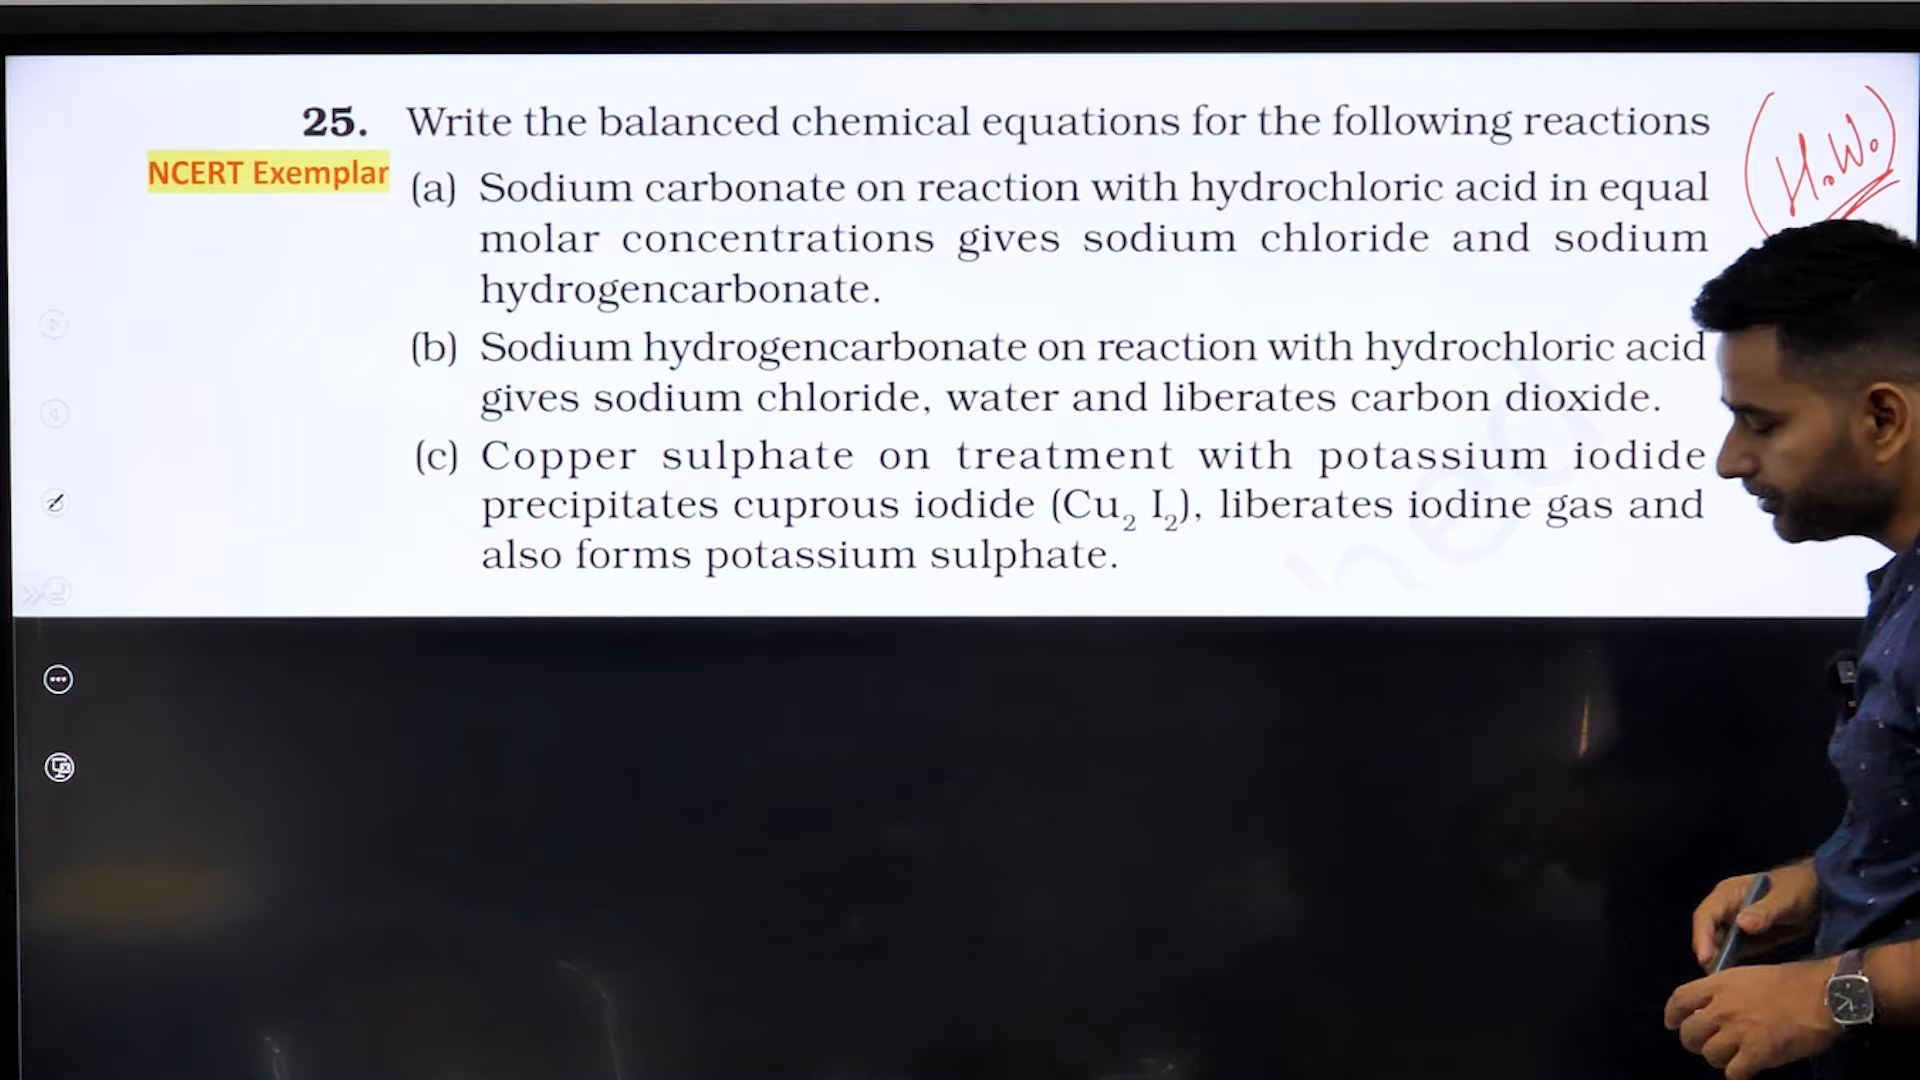 25. Write the balanced chemical equations for the following reactions
NCERT Exemplar
(H.W.)
(a) Sodium carbonate on reaction with hydrochloric acid in equal
molar concentrations gives sodium chloride and sodium
hydrogencarbonate.
(b) Sodium hydrogencarbonate on reaction with hydrochloric acid
gives sodium chloride, water and liberates carbon dioxide.
(c) Copper sulphate on treatment with potassium iodide
precipitates cuprous iodide (Cu₂ I₂), liberates iodine gas and
also forms potassium sulphate.